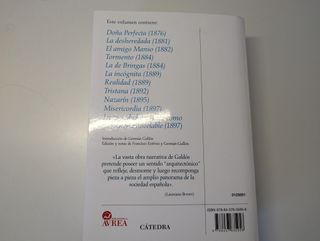 Este volumen contiene:
Doña Perfecta (1876)
La desheredada (1881)
El amigo Manso (1882)
Tormento (1884)
La de Bringas (1884)
La incógnita (1889)
Realidad (1889)
Tristana (1892)
Nazarín (1895)
Misericordia (1897)
(1897)
Introducción de Germán Gullón
Edición y notas de Francisco Estévez y Germán Gullón
«La vasta obra narrativa de Galdós
pretende poseer un sentido "arquitectónico"
que refleje, desmonte y luego recomponga
pieza a pieza el amplio panorama de la
sociedad española».
AVREA
CÁTEDRA